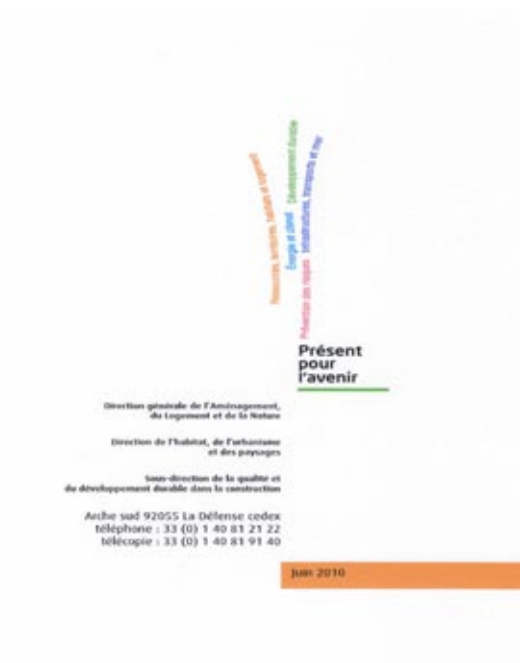 Ressources, territoires, habitats et logement
Énergie et climat
Développement durable
Prévention des risques
Infrastructures, transports et mer
Présent
pour
l'avenir
Direction générale de l'Aménagement,
du Logement et de la Nature
Direction de l'habitat, de l'urbanisme
et des paysages
Sous-direction de la qualité et
du développement durable dans la construction
Arche sud 92055 La Défense cedex
téléphone : 33 (0) 1 40 81 21 22
télécopie : 33 (0) 1 40 81 91 40
Juin 2010